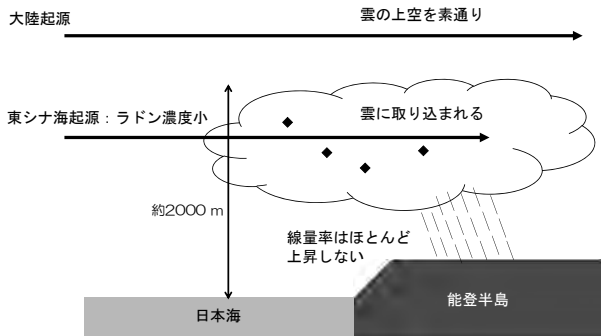 大陸起源
雲の上空を素通り
東シナ海起源：ラドン濃度小
雲に取り込まれる
約2000 m
線量率はほとんど
上昇しない
日本海
能登半島